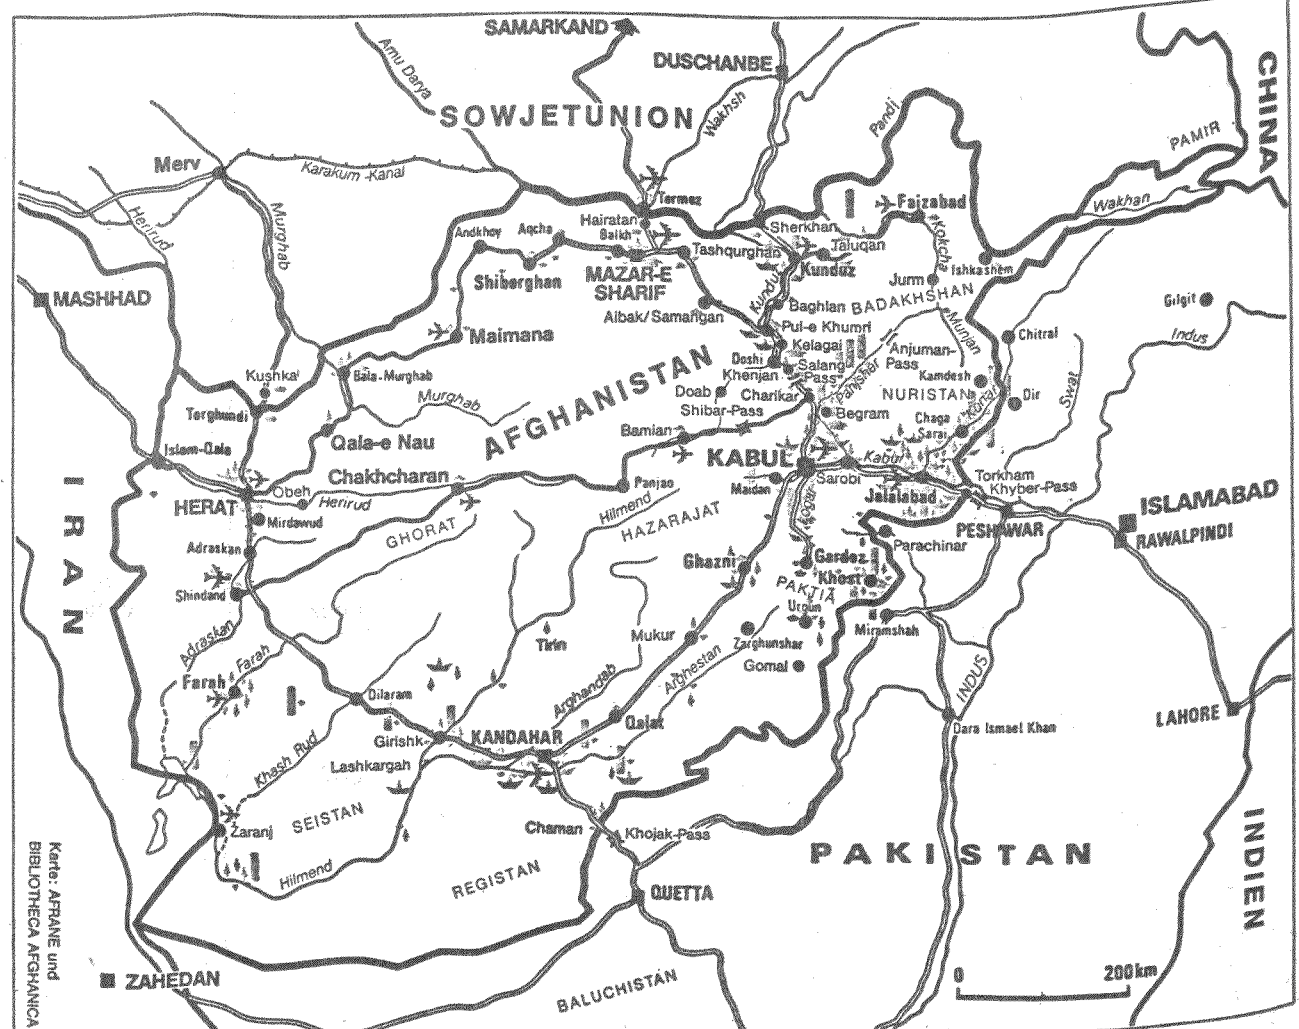 SAMARKAND
DUSCHANBE
CHINA
Amu Darya
SOWJETUNION
Wakhsh
Pandj
PAMIR
Merv
Karakum-Kanal
Termez
Faizabad
Wakhan
Herirud
Murghab
Hairatan
Sherkhan
Andkhoy
Aqcha
Balkh
Tashqurghan
Taluqan
Kokcha
Shiberghan
MAZAR-E
SHARIF
Kunduz
Kunduz
Ishkashem
Jurm
MASHHAD
BADAKHSHAN
Gilgit
Aibak/Samangan
Baghlan
Maimana
Pul-e Khumri
Munjan
Chitral
Indus
Kelagai
Anjuman-
Pass
Doshi
Salang
Pass
Khenjan
AFGHANISTAN
Kushka
Bala-Murghab
Panjshar
Kamdesh
Swat
Doab
Charikar
NURISTAN
Dir
Murghab
Shibar-Pass
Begram
Konar
Torghundi
Chaga
Sarai
Bamian
Qala-e Nau
Islam-Qala
KABUL
Kabul
Chakhcharan
Sarobi
Torkham
Khyber-Pass
IRAN
Obeh
Panjao
Maidan
Jalalabad
ISLAMABAD
HERAT
Herirud
Hilmend
Logar
Mirdawud
GHORAT
HAZARAJAT
PESHAWAR
RAWALPINDI
Adraskan
Parachinar
Ghazni
Gardez
Khost
Shindand
PAKTIA
Urgun
Adraskan
Tirin
Mukur
Zarghunshar
Miramshah
Farah
Arghestan
Gomal
Farah
INDUS
Dilaram
Arghandab
Qalat
LAHORE
Girishk
KANDAHAR
Dara Ismael Khan
Khash Rud
Lashkargah
SEISTAN
Zaranj
Chaman
Khojak-Pass
PAKISTAN
INDIEN
Hilmend
REGISTAN
QUETTA
Karte: AFRANE und
BIBLIOTHECA AFGHANICA
ZAHEDAN
BALUCHISTAN
0 200km